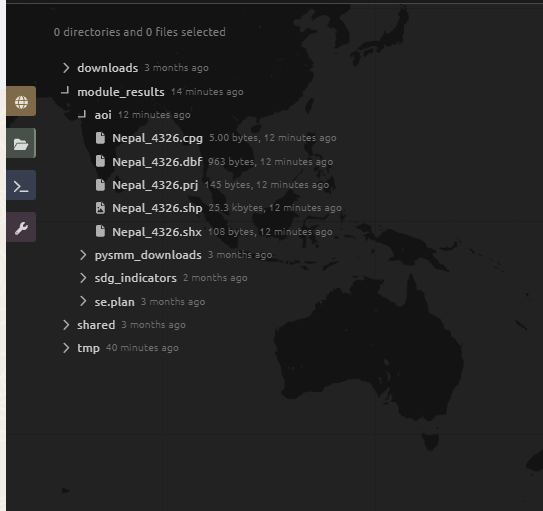 0 directories and 0 files selected
downloads 3 months ago
module_results 14 minutes ago
aoi 12 minutes ago
Nepal_4326.cpg 5.00 bytes, 12 minutes ago
Nepal_4326.dbf 963 bytes, 12 minutes ago
Nepal_4326.prj 145 bytes, 12 minutes ago
Nepal_4326.shp 25.3 kbytes, 12 minutes ago
Nepal_4326.shx 108 bytes, 12 minutes ago
pysmm_downloads 3 months ago
sdg_indicators 2 months ago
se.plan 3 months ago
shared 3 months ago
tmp 40 minutes ago